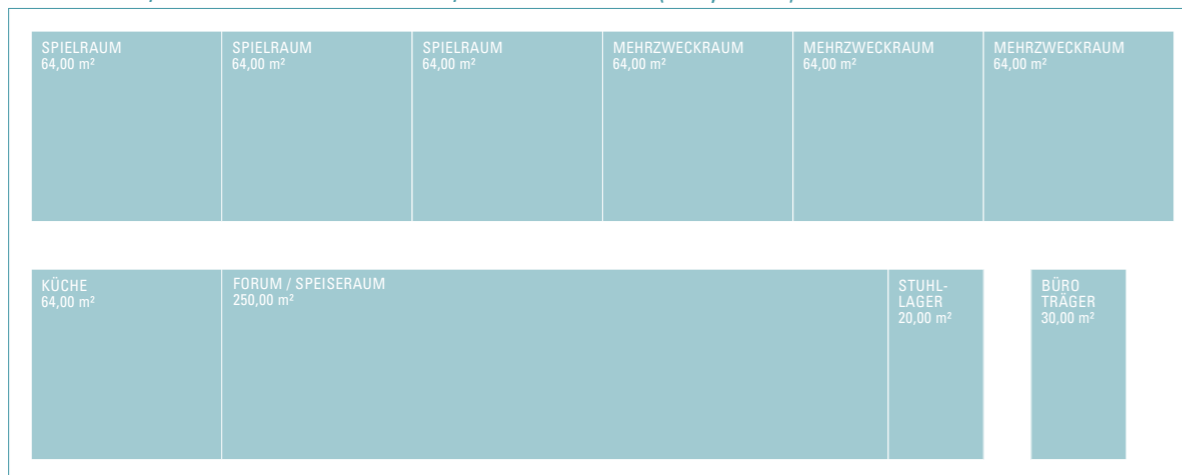 SPIELRAUM
64,00 m²
SPIELRAUM
64,00 m²
SPIELRAUM
64,00 m²
MEHRZWECKRAUM
64,00 m²
MEHRZWECKRAUM
64,00 m²
MEHRZWECKRAUM
64,00 m²
KÜCHE
64,00 m²
FORUM / SPEISERAUM
250,00 m²
STUHL-
LAGER
20,00 m²
BÜRO
TRÄGER
30,00 m²